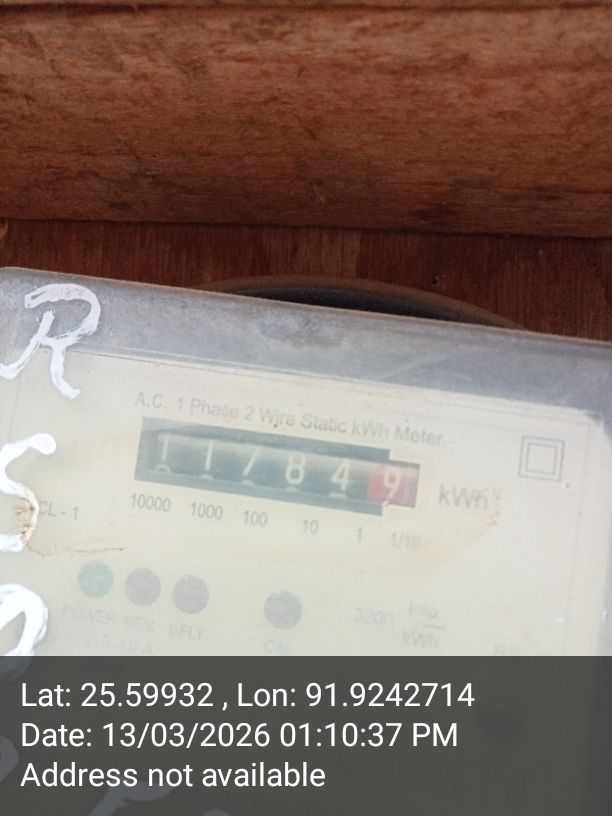 R
S
A.C. 1 Phase 2 Wire Static kWh Meter.
117849 kWh
CL - 1 10000 1000 100 10 1 1/10
POWER REV. EFLT CAL
3200 imp/kWh
Lat: 25.59932 , Lon: 91.9242714
Date: 13/03/2026 01:10:37 PM
Address not available